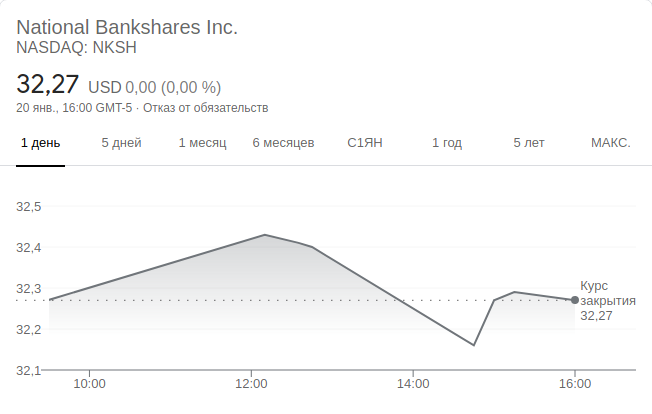 National Bankshares Inc.
NASDAQ: NKSH
32,27 USD 0,00 (0,00 %)
20 янв., 16:00 GMT-5 · Отказ от обязательств
1 день 5 дней 1 месяц 6 месяцев С1ЯН 1 год 5 лет МАКС.
32,5
32,4
32,3
32,2
32,1
Курс
закрытия
32,27
10:00 12:00 14:00 16:00